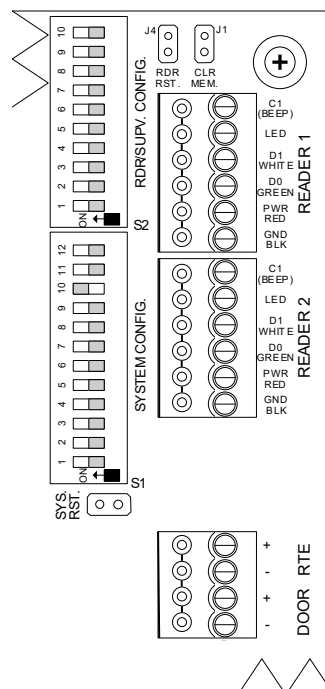 10
9
8
7
6
5
4
3
2
1
ON
RDR/SUPV. CONFIG.
S2
J4
RDR
RST.
J1
CLR
MEM.
C1
(BEEP)
LED
D1
WHITE
D0
GREEN
PWR
RED
GND
BLK
READER 1
12
11
10
9
8
7
6
5
4
3
2
1
ON
SYSTEM CONFIG.
S1
C1
(BEEP)
LED
D1
WHITE
D0
GREEN
PWR
RED
GND
BLK
READER 2
SYS.
RST.
+
-
+
-
RTE
DOOR